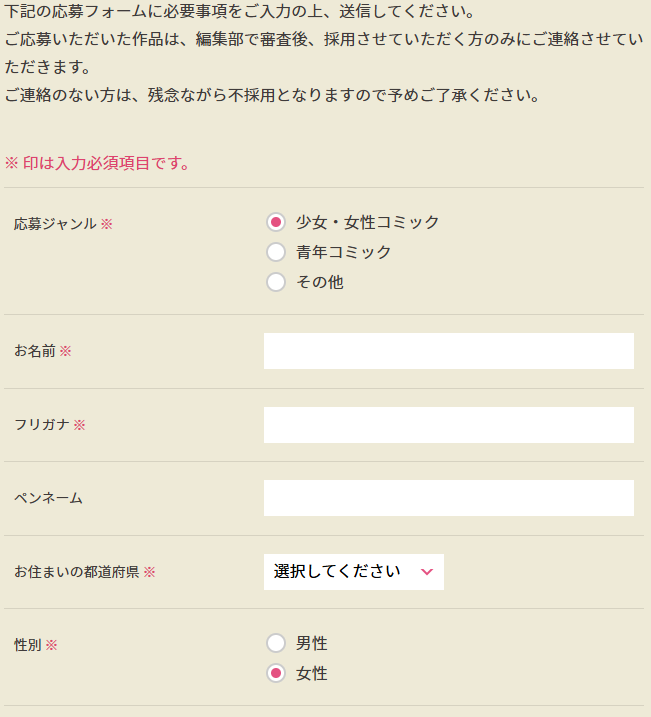 下記の応募フォームに必要事項をご入力の上、送信してください。
ご応募いただいた作品は、編集部で審査後、採用させていただく方のみにご連絡させてい
ただきます。
ご連絡のない方は、残念ながら不採用となりますので予めご了承ください。
※ 印は入力必須項目です。
応募ジャンル ※
少女・女性コミック
青年コミック
その他
お名前 ※
フリガナ ※
ペンネーム
お住まいの都道府県 ※
選択してください
性別 ※
男性
女性